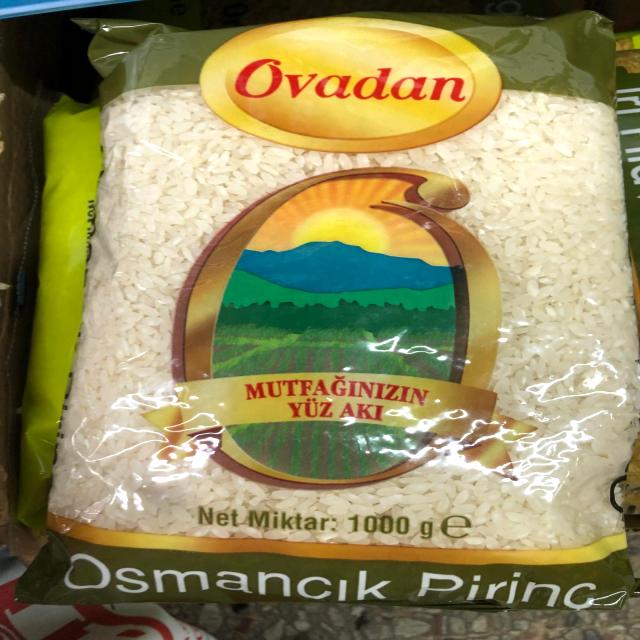 Ovadan
MUTFAĞINIZIN
YÜZ AKI
Net Miktar: 1000 g ℮
Osmancık Pirinç